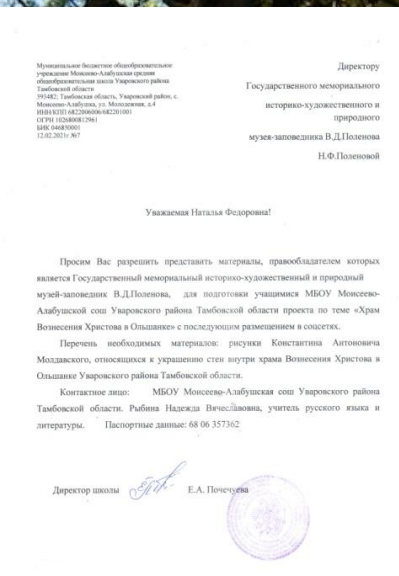 Муниципальное бюджетное общеобразовательное
учреждение Моисеево-Алабушская средняя
общеобразовательная школа Уваровского района
Тамбовской области
393482; Тамбовская область, Уваровский район, с.
Моисеево-Алабушка, ул. Молодежная, д.4
ИНН/КПП 6822006006/682201001
ОГРН 1026800812961
БИК 046850001
12.02.2021г №7
Директору
Государственного мемориального
историко-художественного и
природного
музея-заповедника В.Д.Поленова
Н.Ф.Поленовой
Уважаемая Наталья Федоровна!
Просим Вас разрешить представить материалы, правообладателем которых
является Государственный мемориальный историко-художественный и природный
музей-заповедник В.Д.Поленова, для подготовки учащимися МБОУ Моисеево-
Алабушской сош Уваровского района Тамбовской области проекта по теме «Храм
Вознесения Христова в Ольшанке» с последующим размещением в соцсетях.
Перечень необходимых материалов: рисунки Константина Антоновича
Молдавского, относящихся к украшению стен внутри храма Вознесения Христова в
Ольшанке Уваровского района Тамбовской области.
Контактное лицо: МБОУ Моисеево-Алабушская сош Уваровского района
Тамбовской области. Рыбина Надежда Вячеславовна, учитель русского языка и
литературы. Паспортные данные: 68 06 357362
Директор школы Е.А. Почечуева